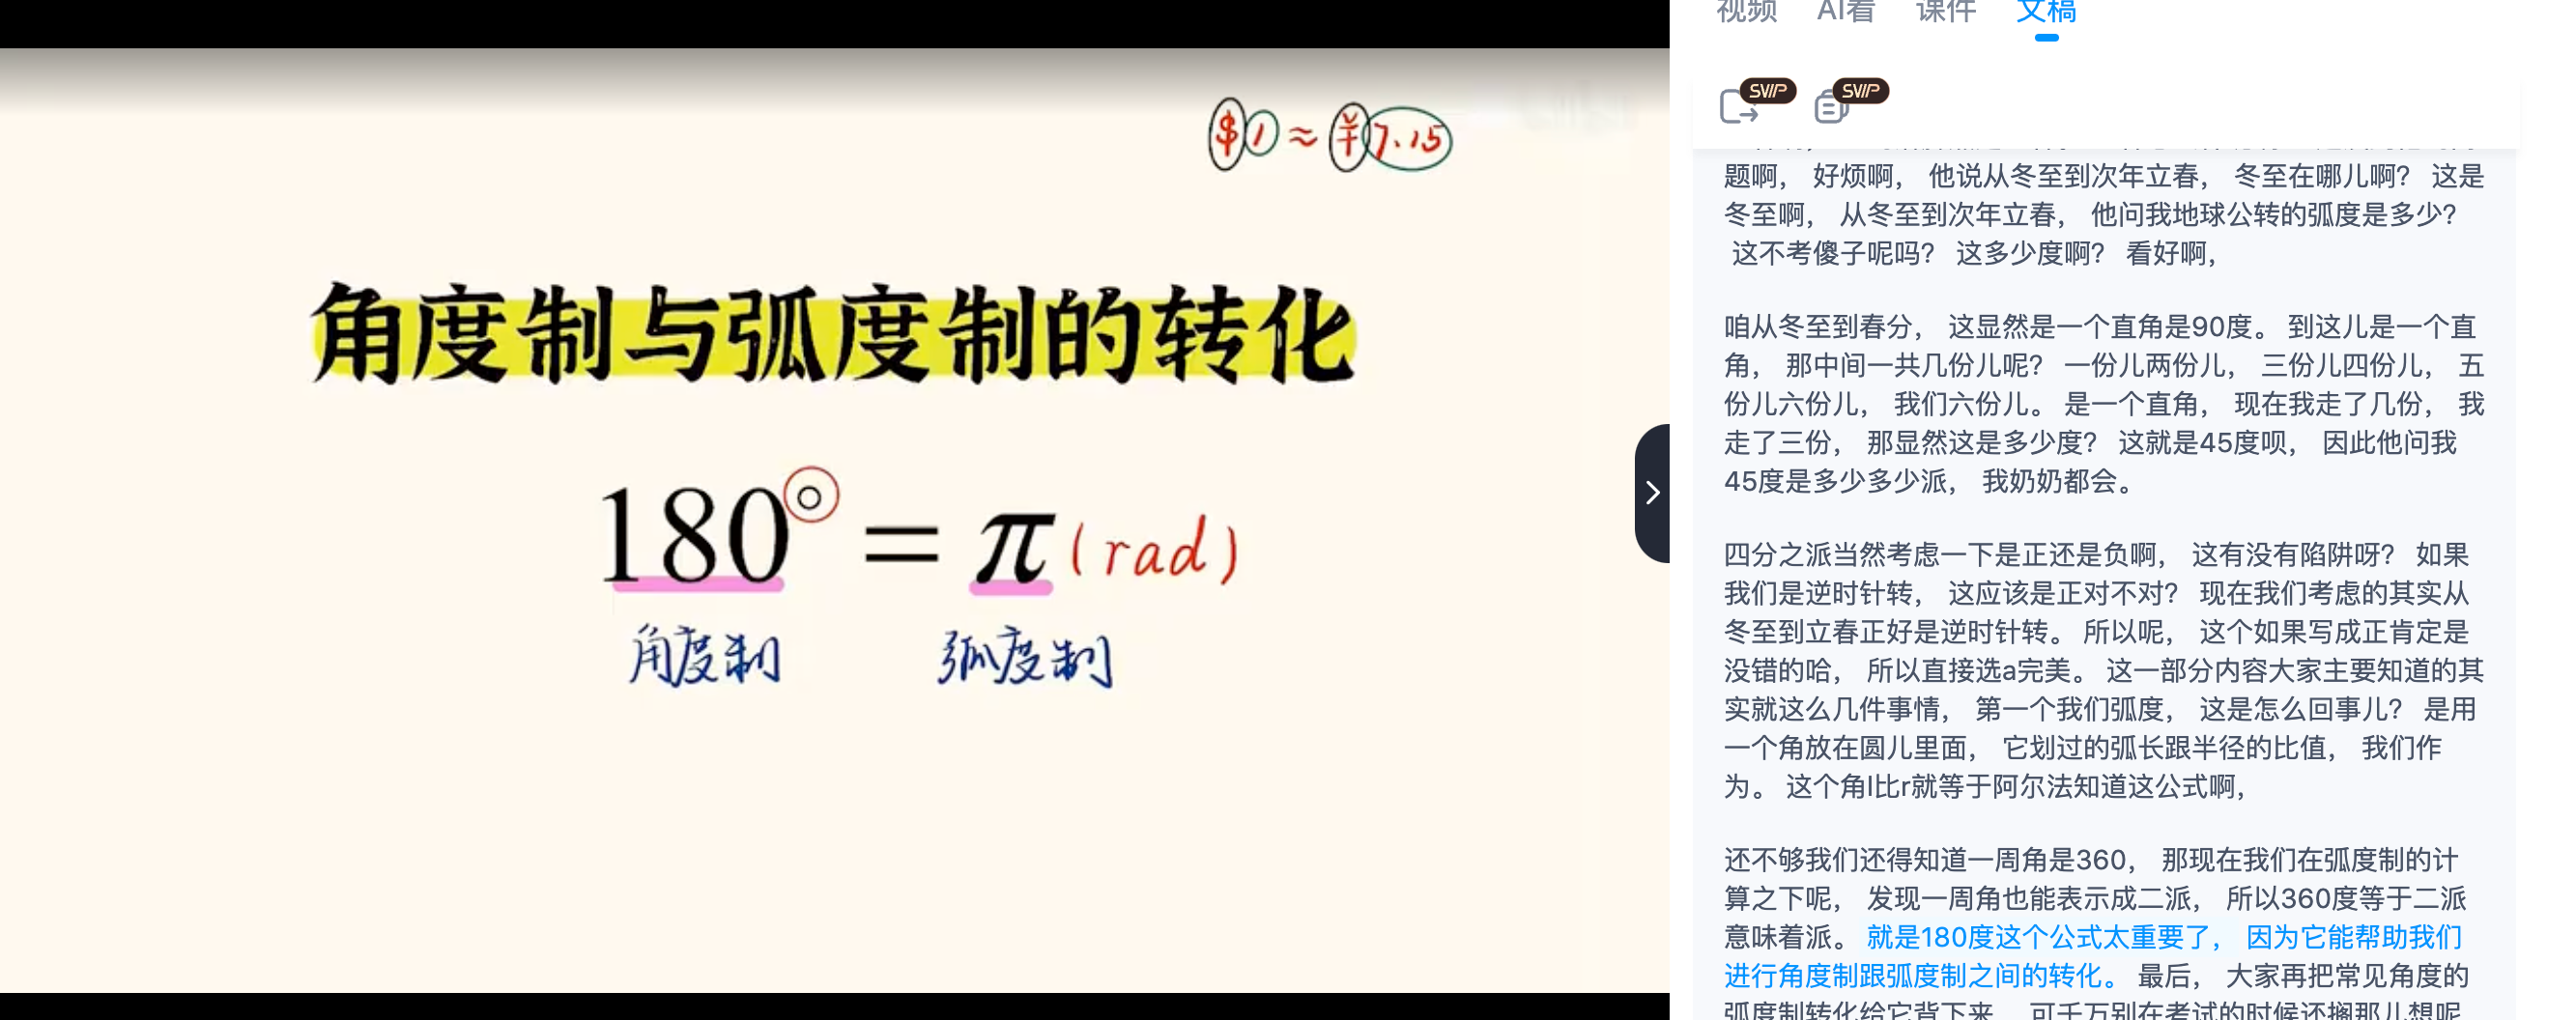 $1≈¥7.15
角度制与弧度制的转化
180°=π(rad)
角度制 弧度制
视频 AI看 课件 文稿
SVIP SVIP
题啊， 好烦啊， 他说从冬至到次年立春， 冬至在哪儿啊? 这是
冬至啊， 从冬至到次年立春， 他问我地球公转的弧度是多少?
这不考傻子呢吗? 这多少度啊? 看好啊，
咱从冬至到春分， 这显然是一个直角是90度。 到这儿是一个直
角， 那中间一共几份儿呢? 一份儿两份儿， 三份儿四份儿， 五
份儿六份儿， 我们六份儿。 是一个直角， 现在我走了几份， 我
走了三份， 那显然这是多少度? 这就是45度呗， 因此他问我
45度是多少多少派， 我奶奶都会。
四分之派当然考虑一下是正还是负啊， 这有没有陷阱呀? 如果
我们是逆时针转， 这应该是正对不对? 现在我们考虑的其实从
冬至到立春正好是逆时针转。 所以呢， 这个如果写成正肯定是
没错的哈， 所以直接选a完美。 这一部分内容大家主要知道的其
实就这么几件事情， 第一个我们弧度， 这是怎么回事儿? 是用
一个角放在圆儿里面， 它划过的弧长跟半径的比值， 我们作
为。 这个角l比r就等于阿尔法知道这公式啊，
还不够我们还得知道一周角是360， 那现在我们在弧度制的计
算之下呢， 发现一周角也能表示成二派， 所以360度等于二派
意味着派。 就是180度这个公式太重要了， 因为它能帮助我们
进行角度制跟弧度制之间的转化。 最后， 大家再把常见角度的
弧度制转化给它背下来， 可千万别在考试的时候还搁那儿想呢